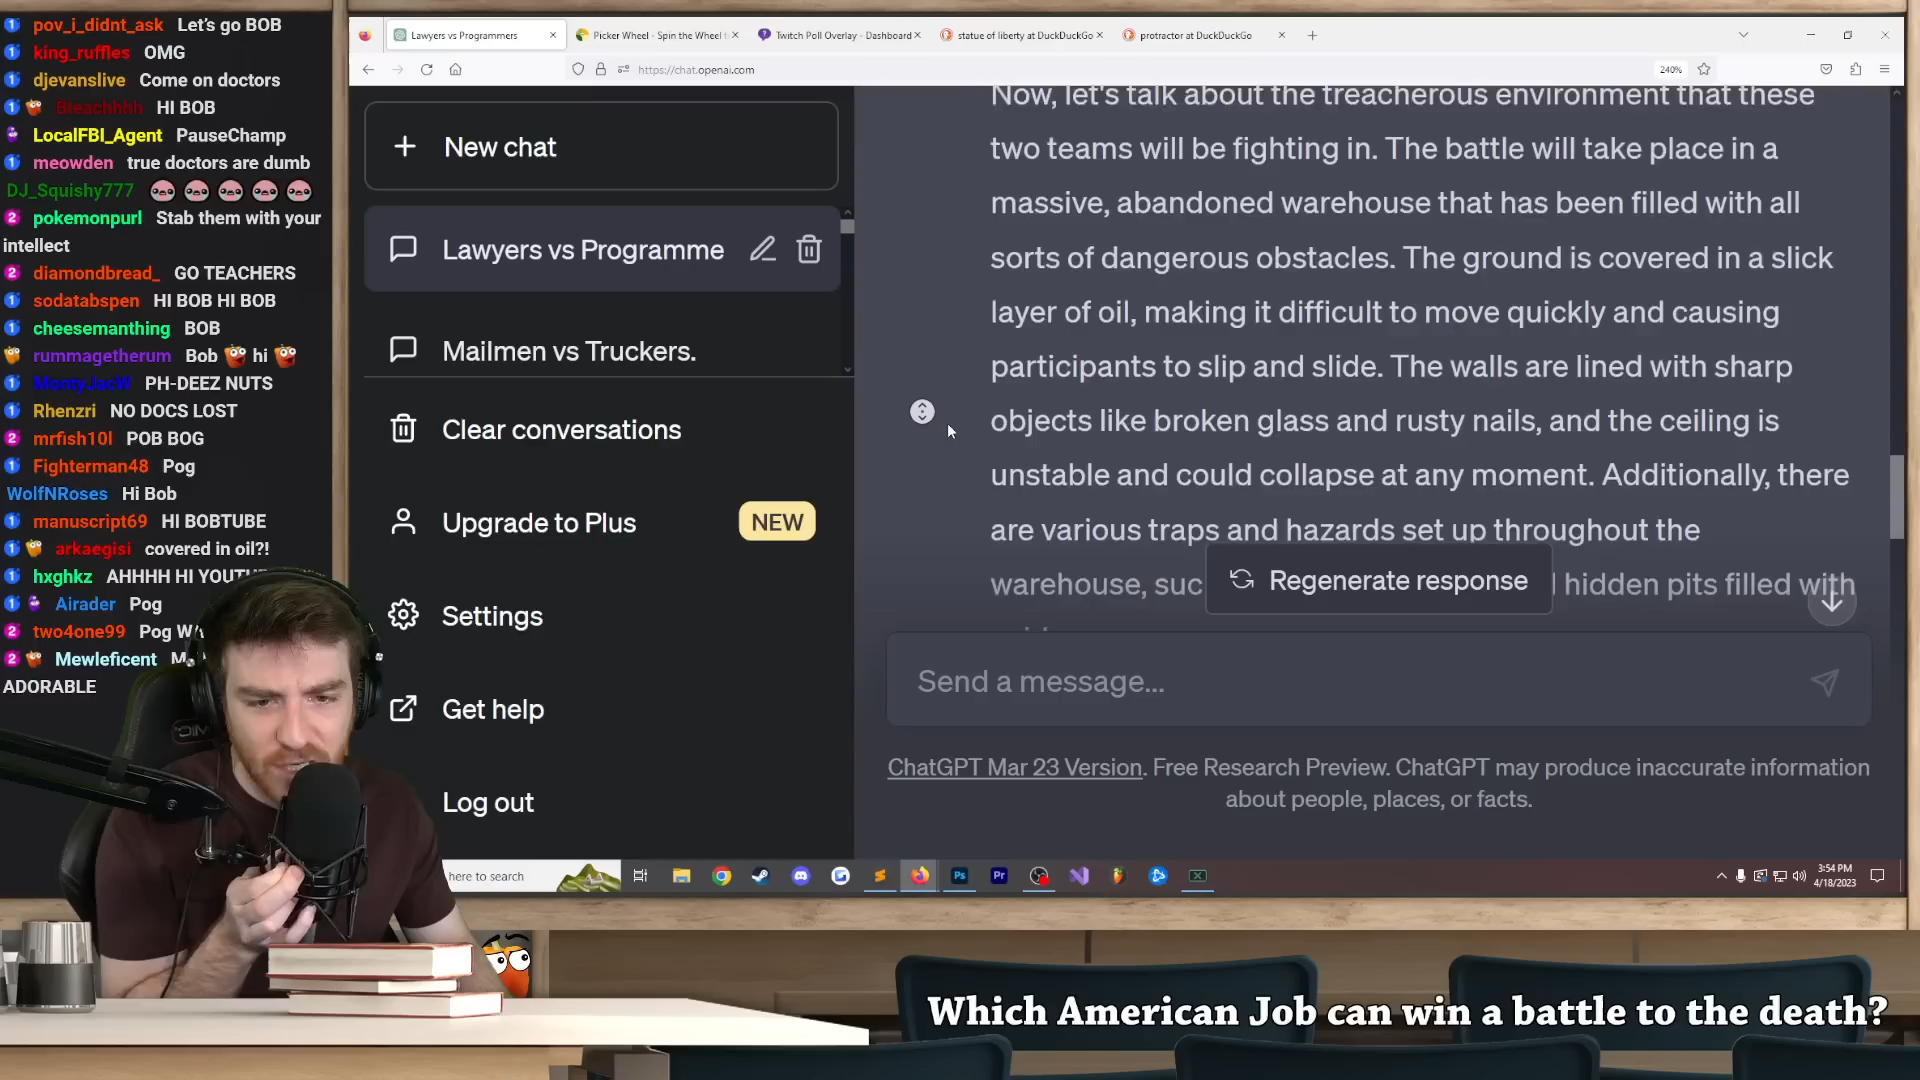 pov_i_didnt_ask Let's go BOB
king_ruffles OMG
djevanslive Come on doctors
Bleachhhh HI BOB
LocalFBI_Agent PauseChamp
meowden true doctors are dumb
DJ_Squishy777
pokemonpurl Stab them with your
intellect
diamondbread_ GO TEACHERS
sodatabspen HI BOB HI BOB
cheesemanthing BOB
rummagetherum Bob hi
MontyJacW PH-DEEZ NUTS
Rhenzri NO DOCS LOST
mrfish10l POB BOG
Fighterman48 Pog
WolfNRoses Hi Bob
manuscript69 HI BOBTUBE
arkaegisi covered in oil?!
hxghkz AHHHH HI
Airader Pog
two4one99 Pog
Mewleficent
ADORABLE
Lawyers vs Programmers
Picker Wheel - Spin the Wheel
Twitch Poll Overlay - Dashboard
statue of liberty at DuckDuckGo
protractor at DuckDuckGo
https://chat.openai.com
240%
New chat
Lawyers vs Programme
Mailmen vs Truckers.
Clear conversations
Upgrade to Plus NEW
Settings
Get help
Log out
Now, let's talk about the treacherous environment that these
two teams will be fighting in. The battle will take place in a
massive, abandoned warehouse that has been filled with all
sorts of dangerous obstacles. The ground is covered in a slick
layer of oil, making it difficult to move quickly and causing
participants to slip and slide. The walls are lined with sharp
objects like broken glass and rusty nails, and the ceiling is
unstable and could collapse at any moment. Additionally, there
are various traps and hazards set up throughout the
warehouse, suc hidden pits filled with
Regenerate response
Send a message...
ChatGPT Mar 23 Version. Free Research Preview. ChatGPT may produce inaccurate information
about people, places, or facts.
here to search
Ps
Pr
3:54 PM
4/18/2023
Which American Job can win a battle to the death?